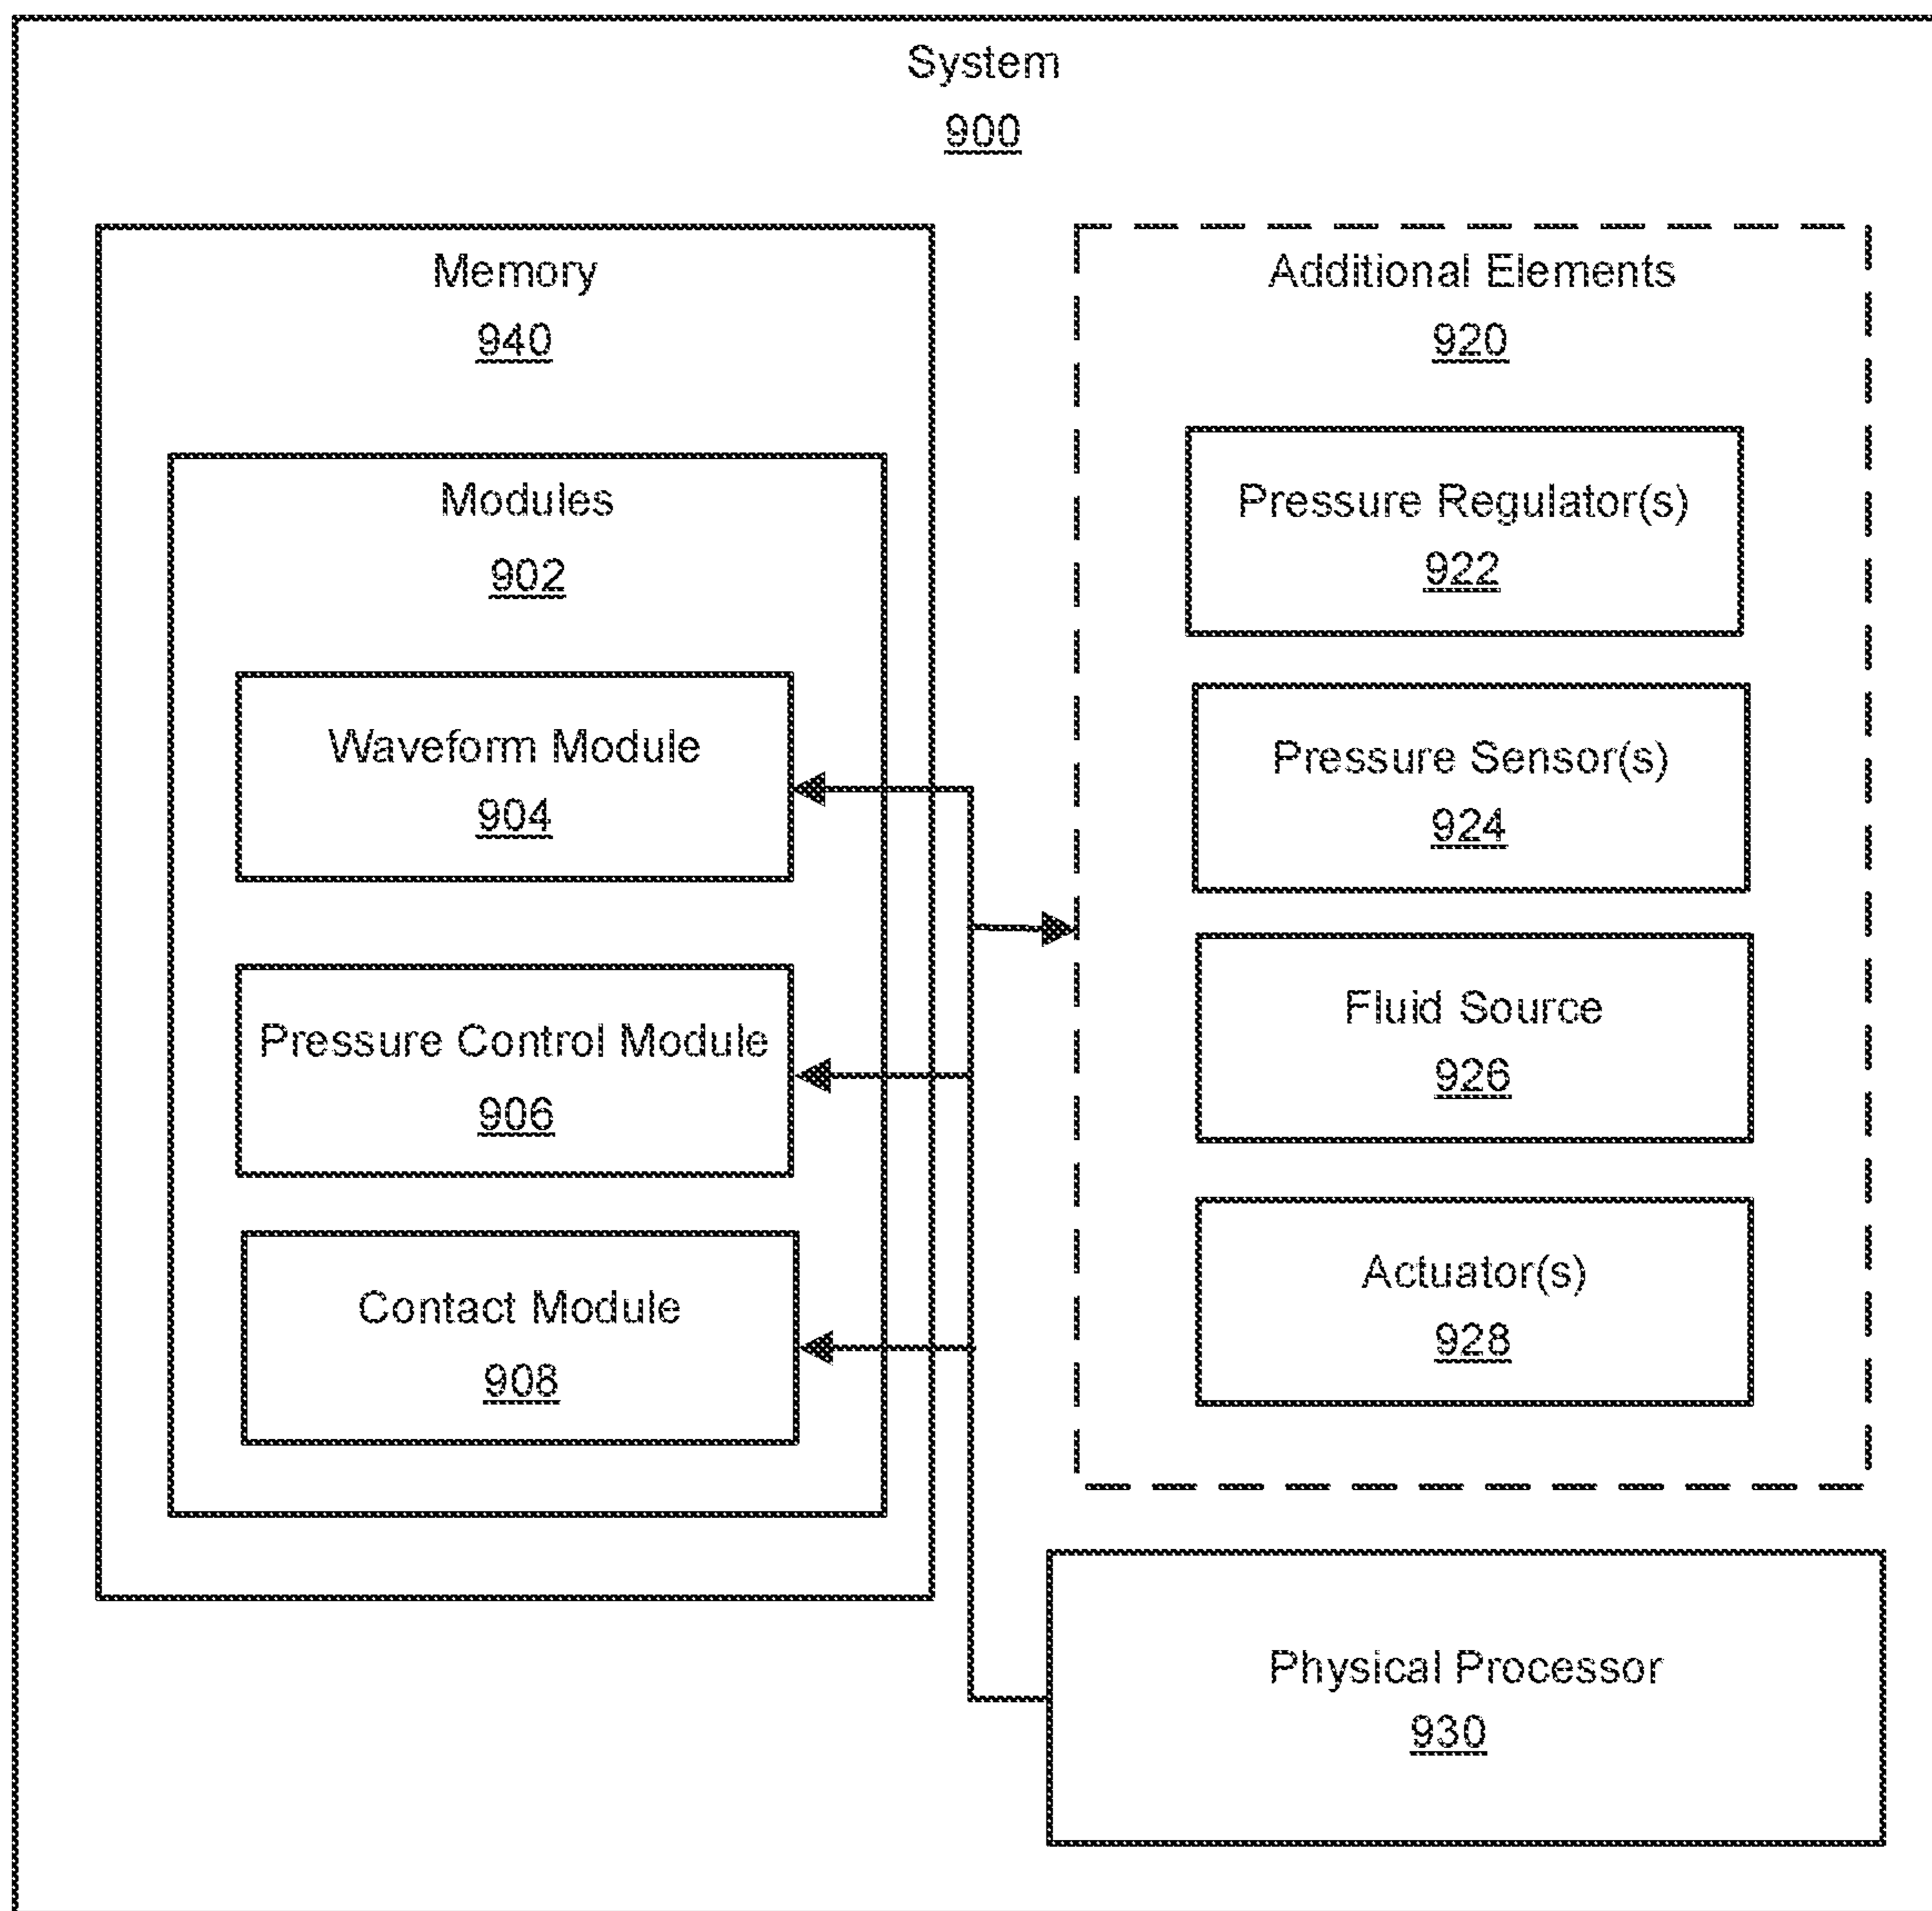 System
900
Memory
940
Modules
902
Waveform Module
904
Pressure Control Module
906
Contact Module
908
Additional Elements
920
Pressure Regulator(s)
922
Pressure Sensor(s)
924
Fluid Source
926
Actuator(s)
928
Physical Processor
930